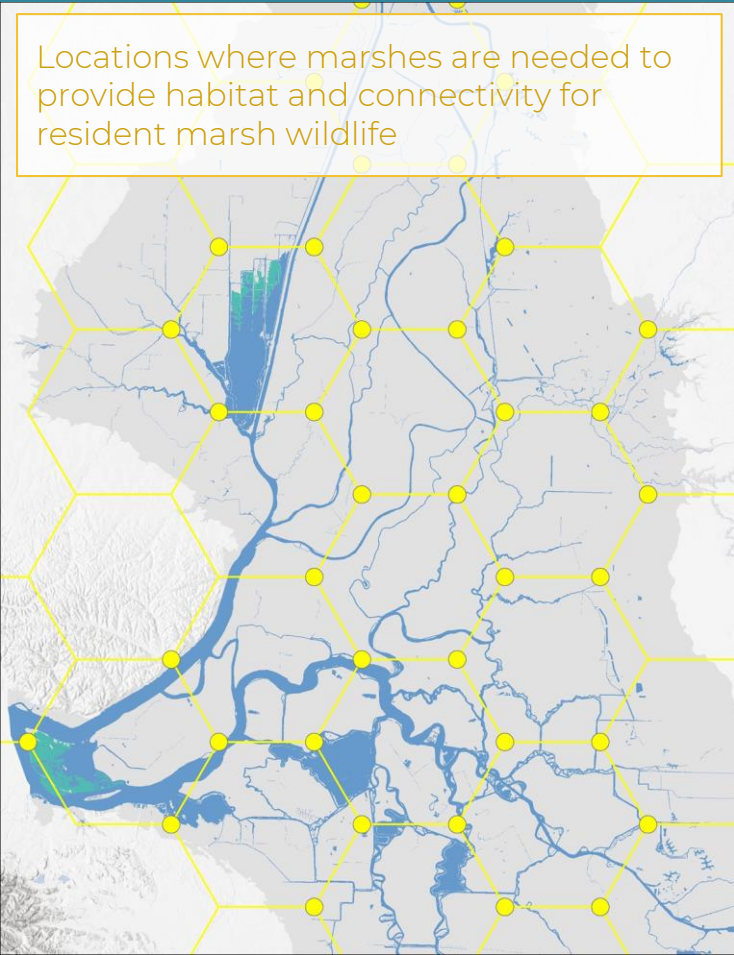 Locations where marshes are needed to
provide habitat and connectivity for
resident marsh wildlife